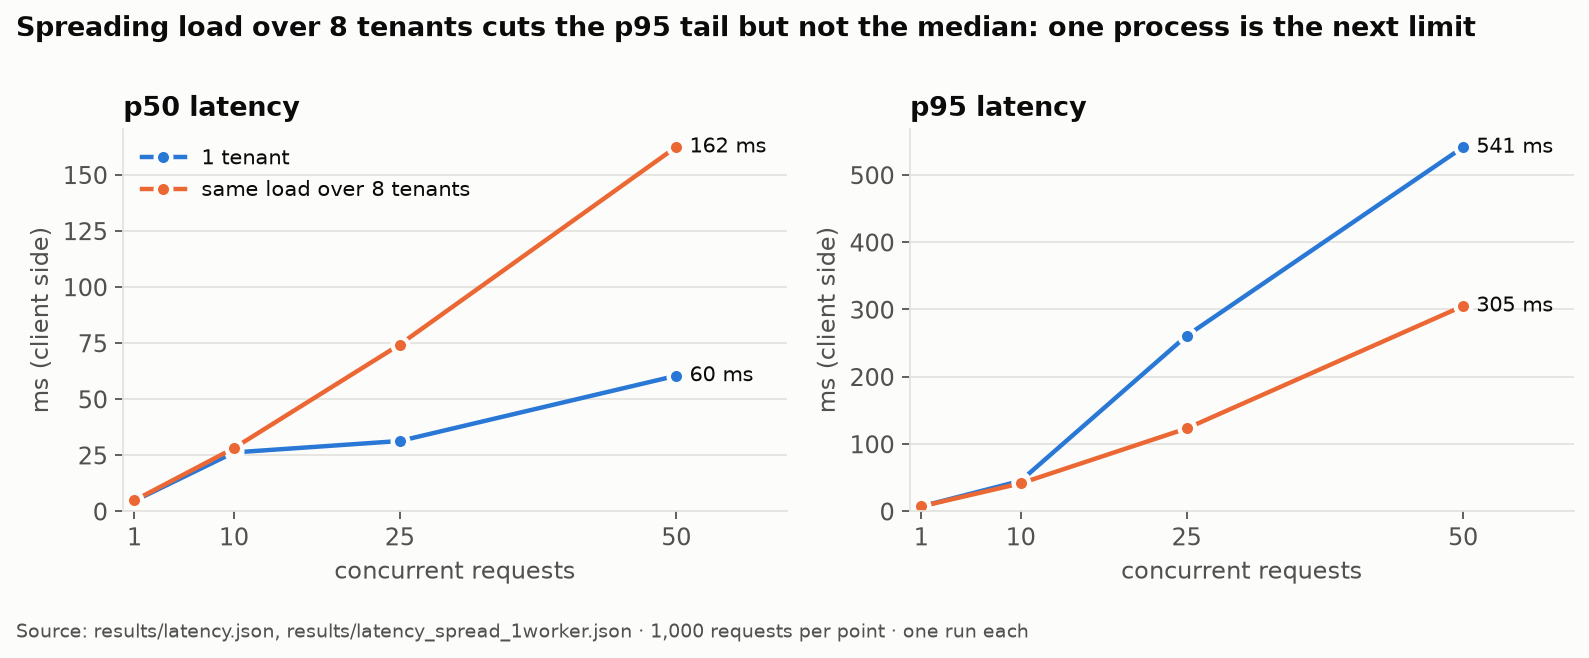 Spreading load over 8 tenants cuts the p95 tail but not the median: one process is the next limit
p50 latency
1 tenant
same load over 8 tenants
162 ms
60 ms
150
125
100
75
50
25
0
ms (client side)
1 10 25 50
concurrent requests
p95 latency
541 ms
305 ms
500
400
300
200
100
0
ms (client side)
1 10 25 50
concurrent requests
Source: results/latency.json, results/latency_spread_1worker.json · 1,000 requests per point · one run each